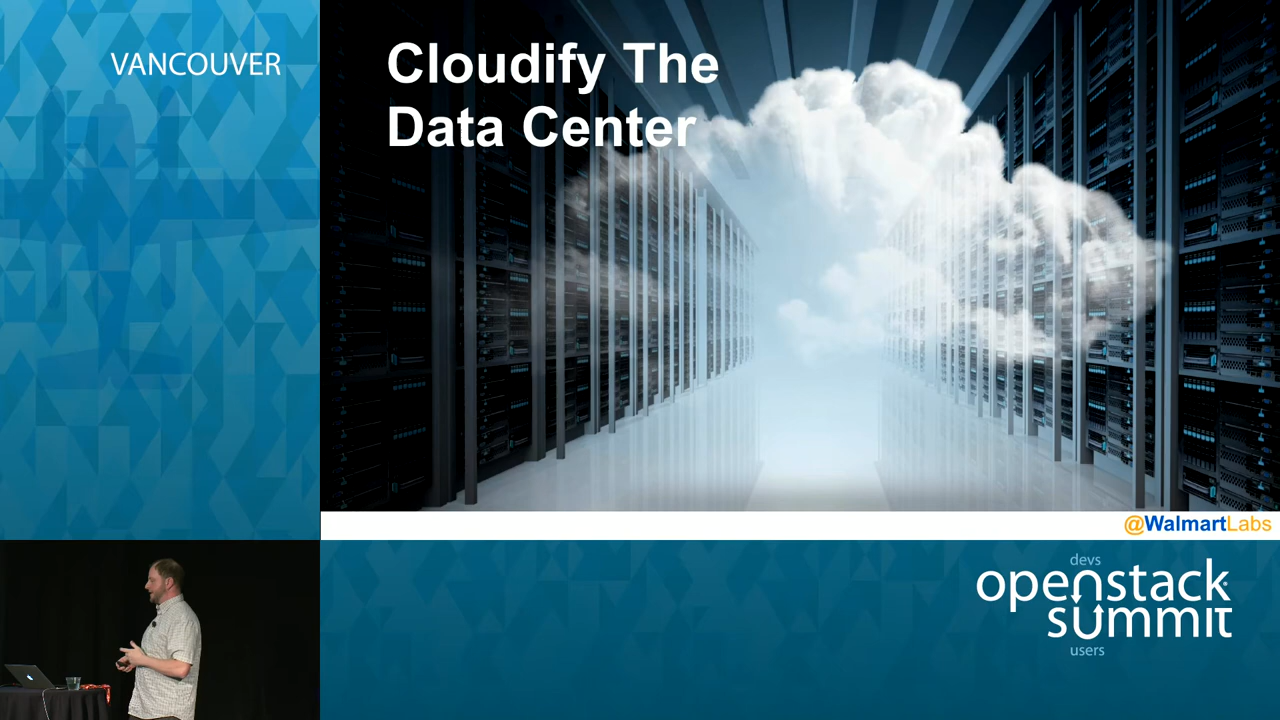 VANCOUVER
Cloudify The
Data Center
@WalmartLabs
devs
openstack
summit
users